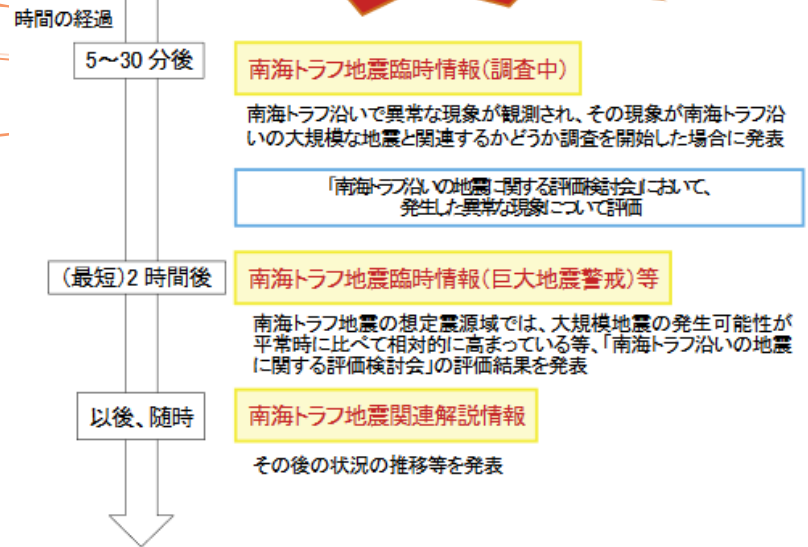 時間の経過
5～30 分後
南海トラフ地震臨時情報(調査中)
南海トラフ沿いで異常な現象が観測され、その現象が南海トラフ沿
いの大規模な地震と関連するかどうか調査を開始した場合に発表
「南海トラフ沿いの地震に関する評価検討会」において、
発生した異常な現象について評価
(最短)2 時間後
南海トラフ地震臨時情報(巨大地震警戒)等
南海トラフ地震の想定震源域では、大規模地震の発生可能性が
平常時に比べて相対的に高まっている等、「南海トラフ沿いの地震
に関する評価検討会」の評価結果を発表
以後、随時
南海トラフ地震関連解説情報
その後の状況の推移等を発表